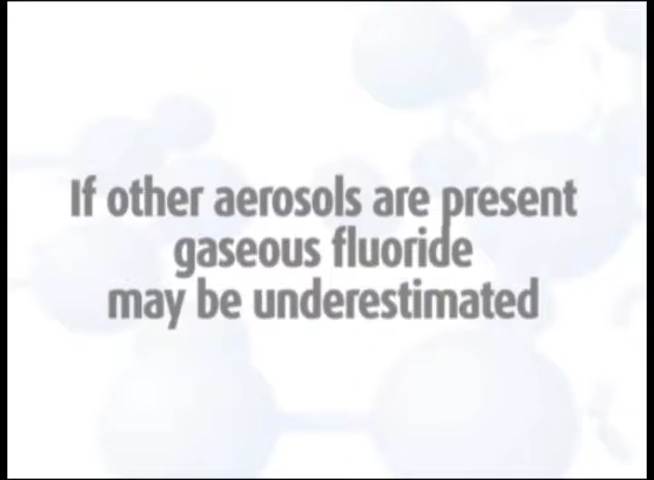 If other aerosols are present
gaseous fluoride
may be underestimated